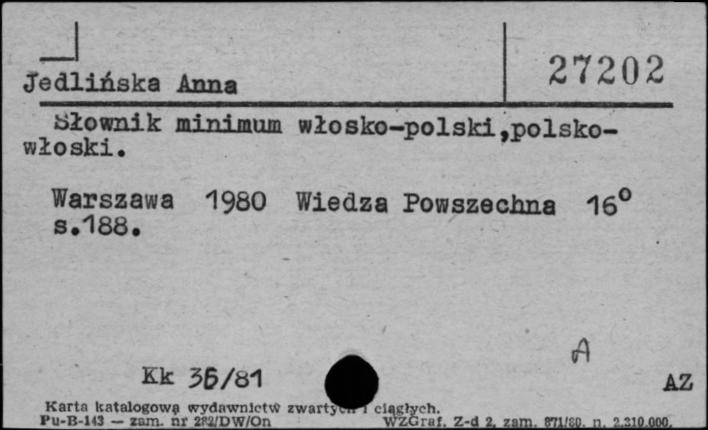 27202
Jedlińska Anna
Słownik minimum włosko-polski,polsko-
włoski.
Warszawa 1980 Wiedza Powszechna 16°
s.188.
A
Kk 36/81
AZ
Karta katalogową wydawnictw zwartych i ciągłych.
Pu-B-143 — zam. nr 282/DW/On WZGraf. Z-d 2, zam. 871/80. n. 2.310.000.